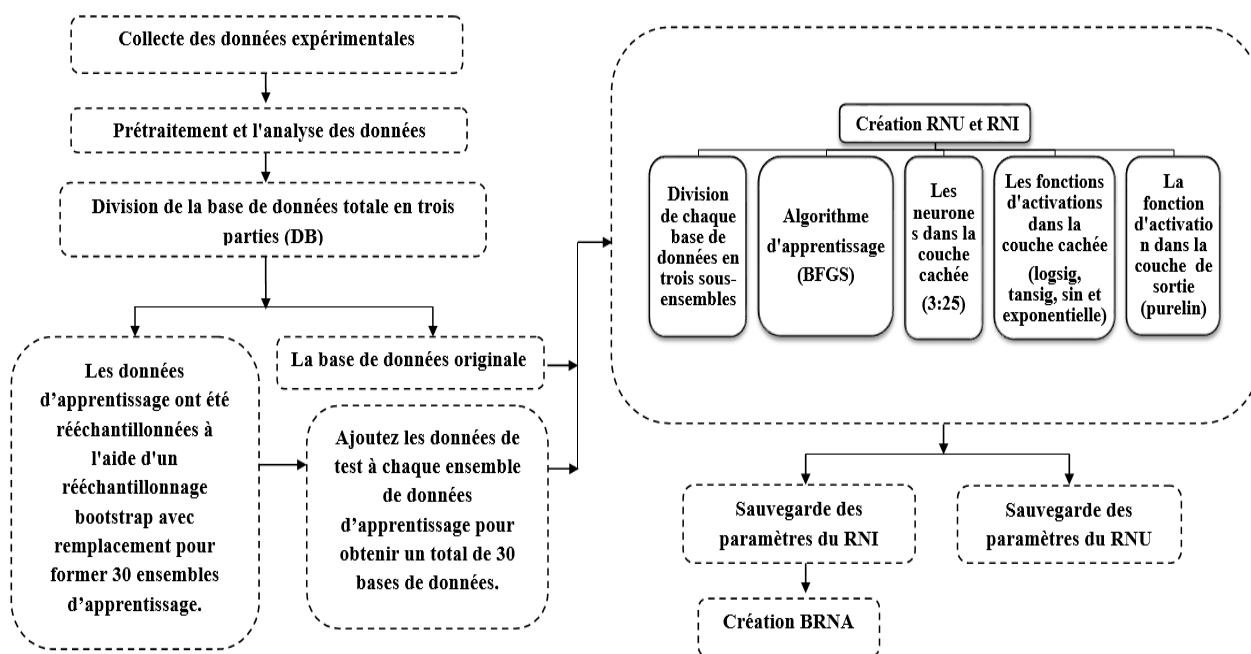 Collecte des données expérimentales
Prétraitement et l'analyse des données
Division de la base de données totale en trois
parties (DB)
La base de données originale
Les données
d’apprentissage ont été
rééchantillonnées à
l'aide d'un
rééchantillonnage
bootstrap avec
remplacement pour
former 30 ensembles
d’apprentissage.
Ajoutez les données de
test à chaque ensemble
de données
d’apprentissage pour
obtenir un total de 30
bases de données.
Création RNU et RNI
Division
de chaque
base de
données en
trois sous-
ensembles
Algorithme
d'apprentissage
(BFGS)
Les
neurone
s dans la
couche
cachée
(3:25)
Les fonctions
d'activations
dans la
couche cachée
(logsig,
tansig, sin et
exponentielle)
La
fonction
d'activatio
n dans la
couche de
sortie
(purelin)
Sauvegarde des
paramètres du RNI
Sauvegarde des
paramètres du RNU
Création BRNA